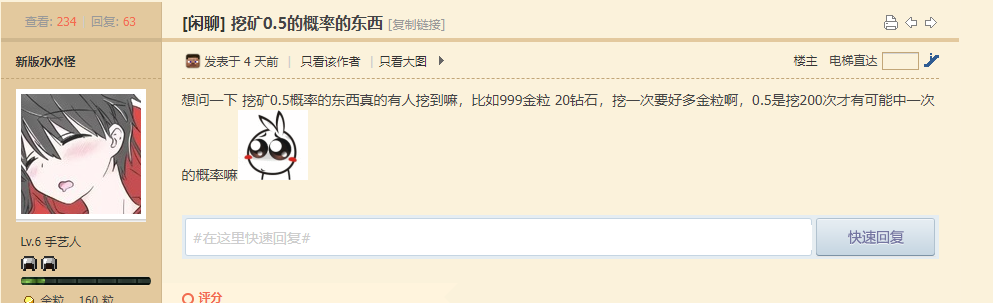 查看: 234 回复: 63
[闲聊] 挖矿0.5的概率的东西 [复制链接]
新版水水怪
发表于 4 天前 | 只看该作者 | 只看大图
楼主 电梯直达
想问一下 挖矿0.5概率的东西真的有人挖到嘛，比如999金粒 20钻石，挖一次要好多金粒啊，0.5是挖200次才有可能中一次
的概率嘛
Lv.6 手艺人
#在这里快速回复#
快速回复
金粒 160 粒
评分